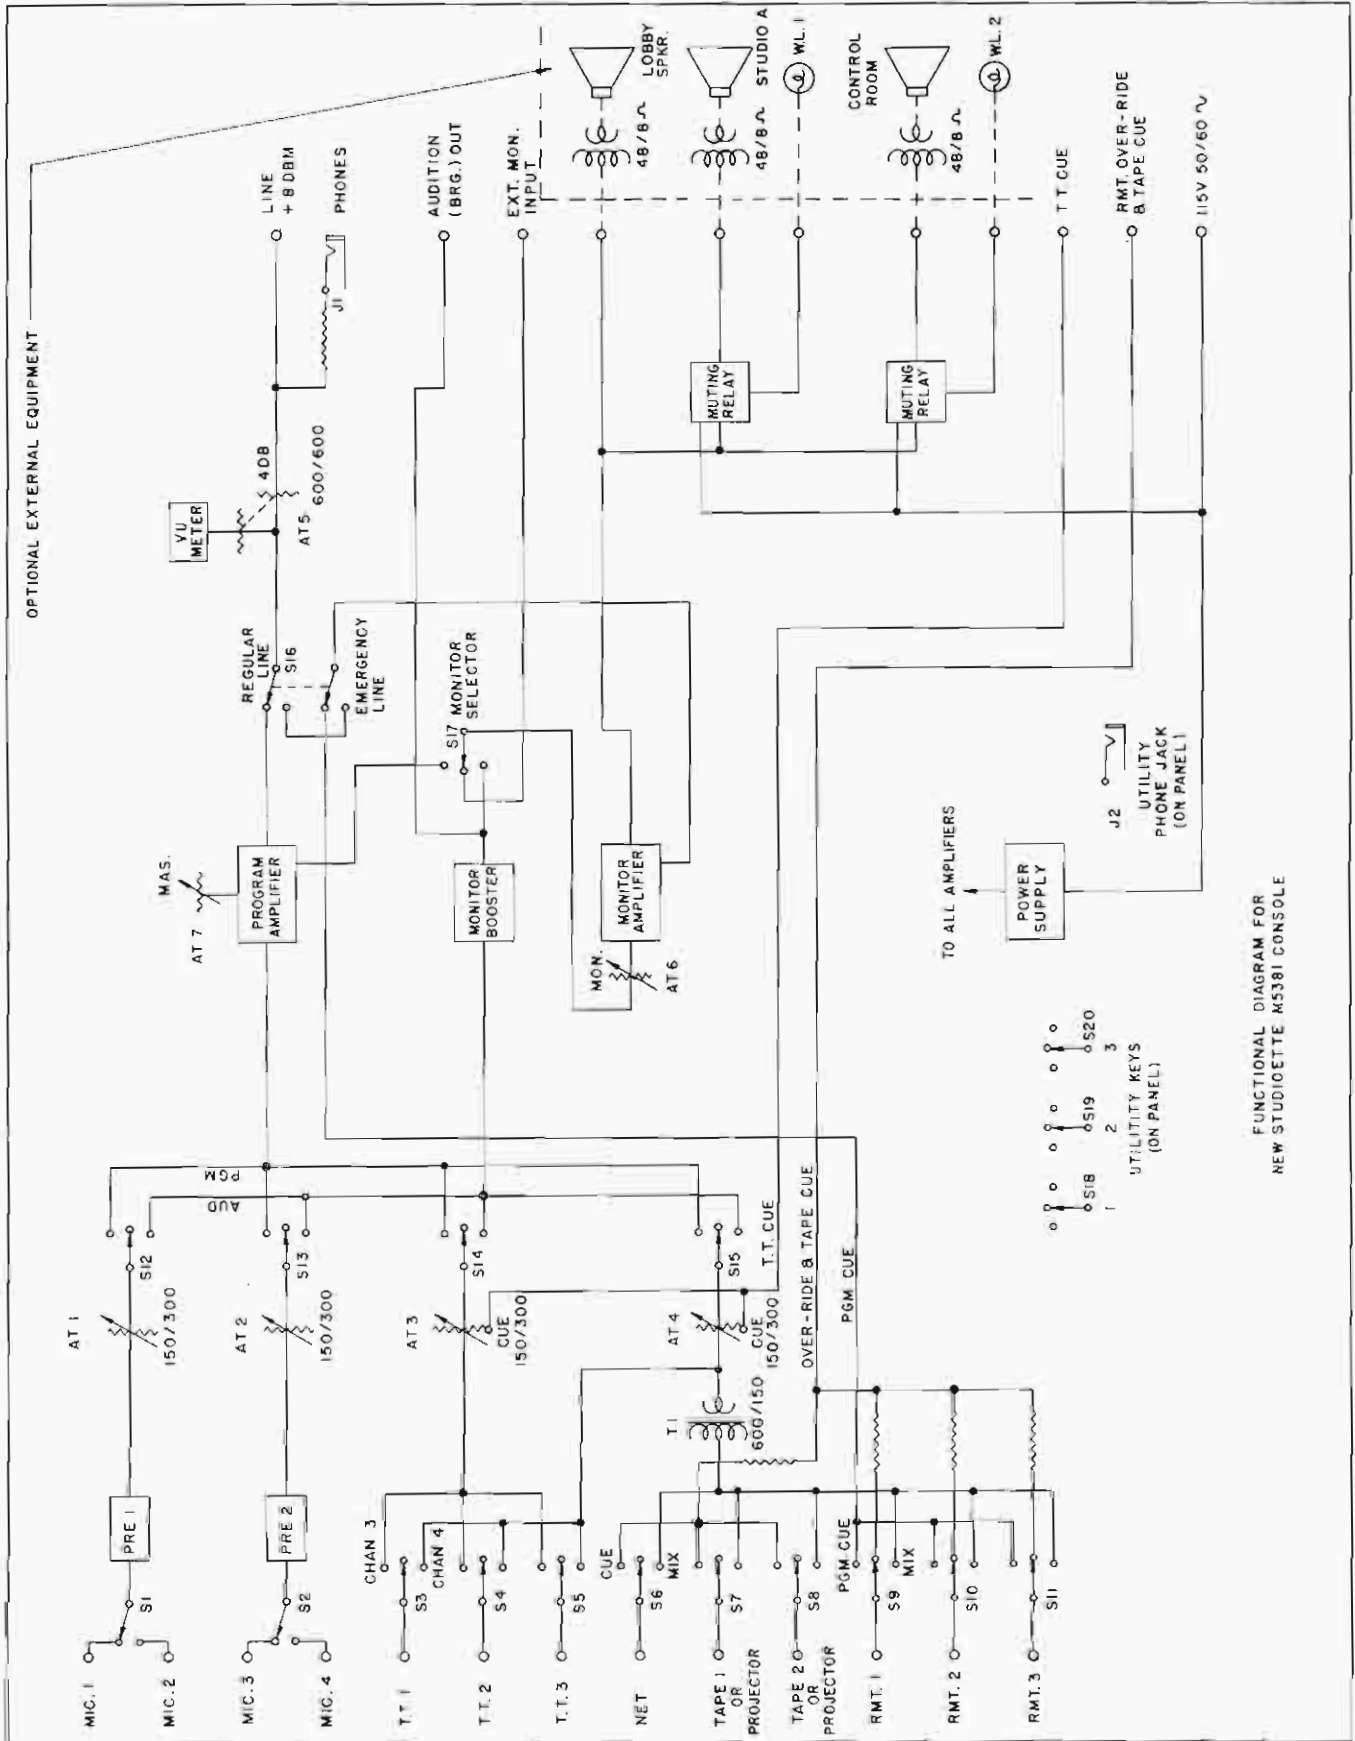 OPTIONAL EXTERNAL EQUIPMENT
MIC. 1
MIC. 2
S1
PRE 1
AT 1
150/300
S12
MIC. 3
MIC. 4
S2
PRE 2
AT 2
150/300
S13
PGM
AUD
T.T. 1
T.T. 2
T.T. 3
CHAN 3
CHAN 4
S3
S4
S5
AT 3
CUE
150/300
S14
NET
CUE
MIX
S6
TAPE 1
OR
PROJECTOR
S7
TAPE 2
OR
PROJECTOR
S8
T1
600/150
AT 4
CUE
150/300
S15
T.T. CUE
OVER-RIDE & TAPE CUE
PGM CUE
RMT. 1
RMT. 2
RMT. 3
PGM CUE
MIX
S9
S10
S11
AT 7
MAS.
PROGRAM
AMPLIFIER
MONITOR
BOOSTER
MON.
AT 6
MONITOR
AMPLIFIER
REGULAR
LINE
S16
EMERGENCY
LINE
S17 MONITOR
SELECTOR
VU
METER
4DB
AT5 600/600
J1
LINE
+8 DBM
PHONES
AUDITION
(BRG.) OUT
EXT. MON.
INPUT
LOBBY
SPKR.
48/8 Ω
STUDIO A
48/8 Ω
W.L. 1
CONTROL
ROOM
48/8 Ω
W.L. 2
MUTING
RELAY
MUTING
RELAY
T T. CUE
RMT. OVER-RIDE
& TAPE CUE
115V 50/60 ~
TO ALL AMPLIFIERS
POWER
SUPPLY
J2
UTILITY
PHONE JACK
(ON PANEL)
S18
S19
S20
1
2
3
UTILITITY KEYS
(ON PANEL)
FUNCTIONAL DIAGRAM FOR
NEW STUDIOETTE M5381 CONSOLE